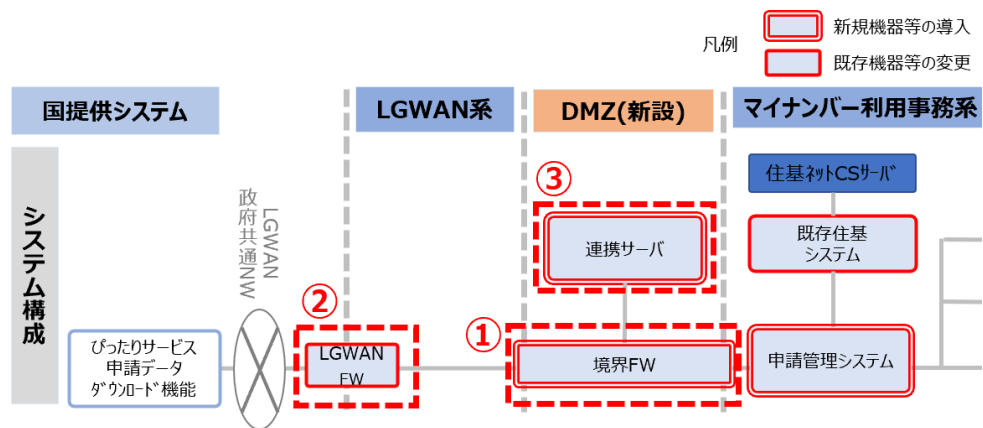 凡例
新規機器等の導入
既存機器等の変更
国提供システム
LGWAN系
DMZ(新設)
マイナンバー利用事務系
システム構成
LGWAN
政府共通NW
③
住基ネットCSサーバ
連携サーバ
既存住基
システム
②
①
ぴったりサービス
申請データ
ダウンロード機能
LGWAN
FW
境界FW
申請管理システム